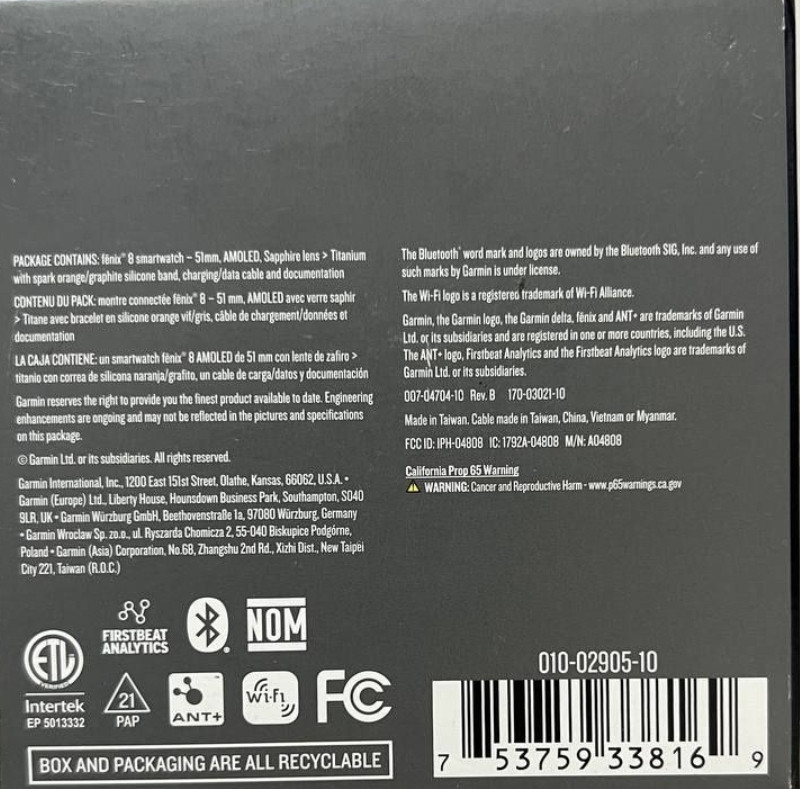 PACKAGE CONTAINS: fēnix® 8 smartwatch – 51mm, AMOLED, Sapphire lens > Titanium
with spark orange/graphite silicone band, charging/data cable and documentation
CONTENU DU PACK: montre connectée fēnix® 8 – 51 mm, AMOLED avec verre saphir
> Titane avec bracelet en silicone orange vif/gris, câble de chargement/données et
documentation
LA CAJA CONTIENE: un smartwatch fēnix® 8 AMOLED de 51 mm con lente de zafiro >
titanio con correa de silicona naranja/grafito, un cable de carga/datos y documentación
Garmin reserves the right to provide you the finest product available to date. Engineering
enhancements are ongoing and may not be reflected in the pictures and specifications
on this package.
© Garmin Ltd. or its subsidiaries. All rights reserved.
Garmin International, Inc., 1200 East 151st Street, Olathe, Kansas, 66062, U.S.A. •
Garmin (Europe) Ltd., Liberty House, Hounsdown Business Park, Southampton, SO40
9LR, UK • Garmin Würzburg GmbH, Beethovenstraße 1a, 97080 Würzburg, Germany
• Garmin Wroclaw Sp. zo.o., ul. Ryszarda Chomicza 2, 55-040 Biskupice Podgórne,
Poland • Garmin (Asia) Corporation, No.68, Zhangshu 2nd Rd., Xizhi Dist., New Taipei
City 221, Taiwan (R.O.C.)
The Bluetooth® word mark and logos are owned by the Bluetooth SIG, Inc. and any use of
such marks by Garmin is under license.
The Wi-Fi logo is a registered trademark of Wi-Fi Alliance.
Garmin, the Garmin logo, the Garmin delta, fēnix and ANT+ are trademarks of Garmin
Ltd. or its subsidiaries and are registered in one or more countries, including the U.S.
The ANT+ logo, Firstbeat Analytics and the Firstbeat Analytics logo are trademarks of
Garmin Ltd. or its subsidiaries.
007-04704-10 Rev. B 170-03021-10
Made in Taiwan. Cable made in Taiwan, China, Vietnam or Myanmar.
FCC ID: IPH-04808 IC: 1792A-04808 M/N: A04808
California Prop 65 Warning
WARNING: Cancer and Reproductive Harm - www.p65warnings.ca.gov
FIRSTBEAT
ANALYTICS
NOM
ETL
VERIFIED
Intertek
EP 5013332
21
PAP
ANT+
Wi-Fi
FC
BOX AND PACKAGING ARE ALL RECYCLABLE
010-02905-10
7 53759 33816 9